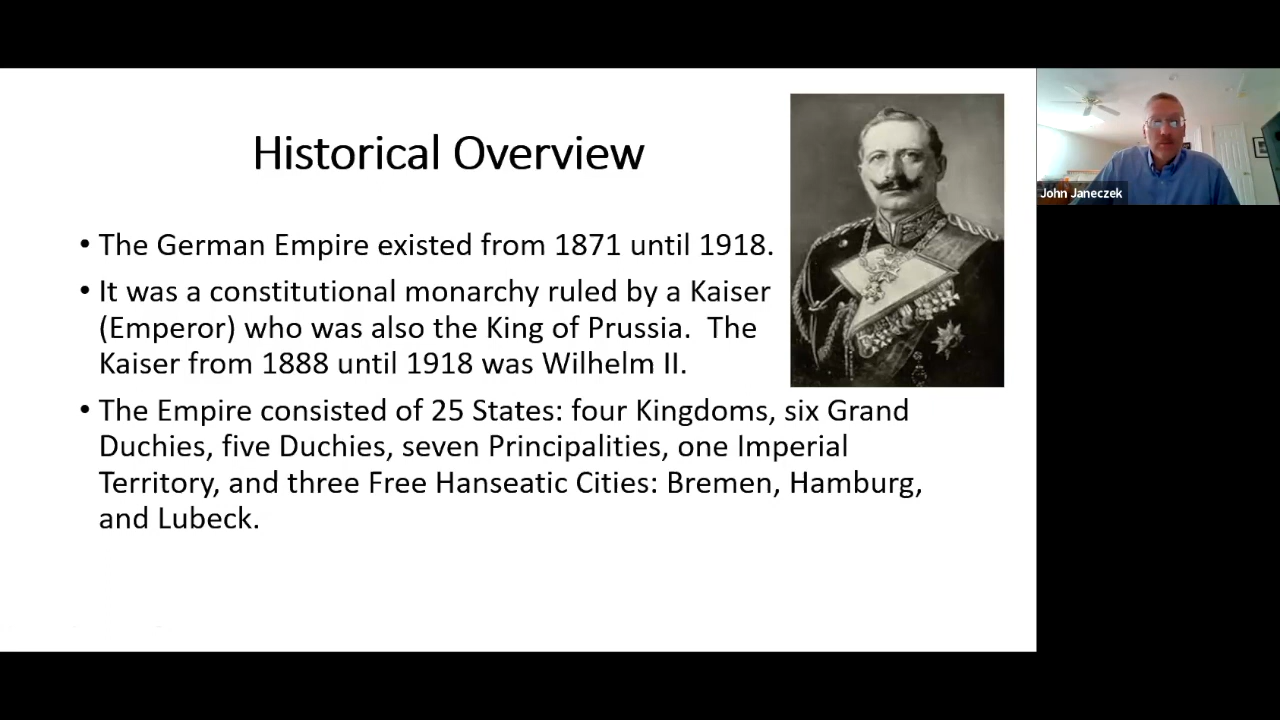 Historical Overview
• The German Empire existed from 1871 until 1918.
• It was a constitutional monarchy ruled by a Kaiser
(Emperor) who was also the King of Prussia.  The
Kaiser from 1888 until 1918 was Wilhelm II.
• The Empire consisted of 25 States: four Kingdoms, six Grand
Duchies, five Duchies, seven Principalities, one Imperial
Territory, and three Free Hanseatic Cities: Bremen, Hamburg,
and Lubeck.
John Janeczek